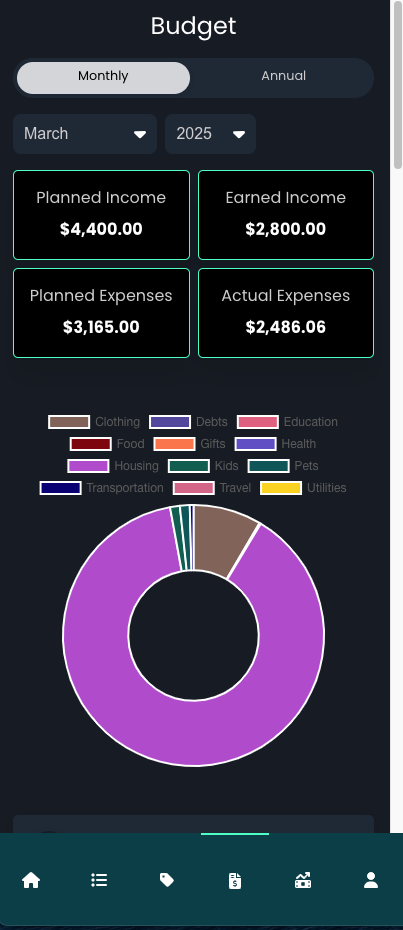 Budget
Monthly Annual
March 2025
Planned Income Earned Income
$4,400.00 $2,800.00
Planned Expenses Actual Expenses
$3,165.00 $2,486.06
Clothing Debts Education
Food Gifts Health
Housing Kids Pets
Transportation Travel Utilities